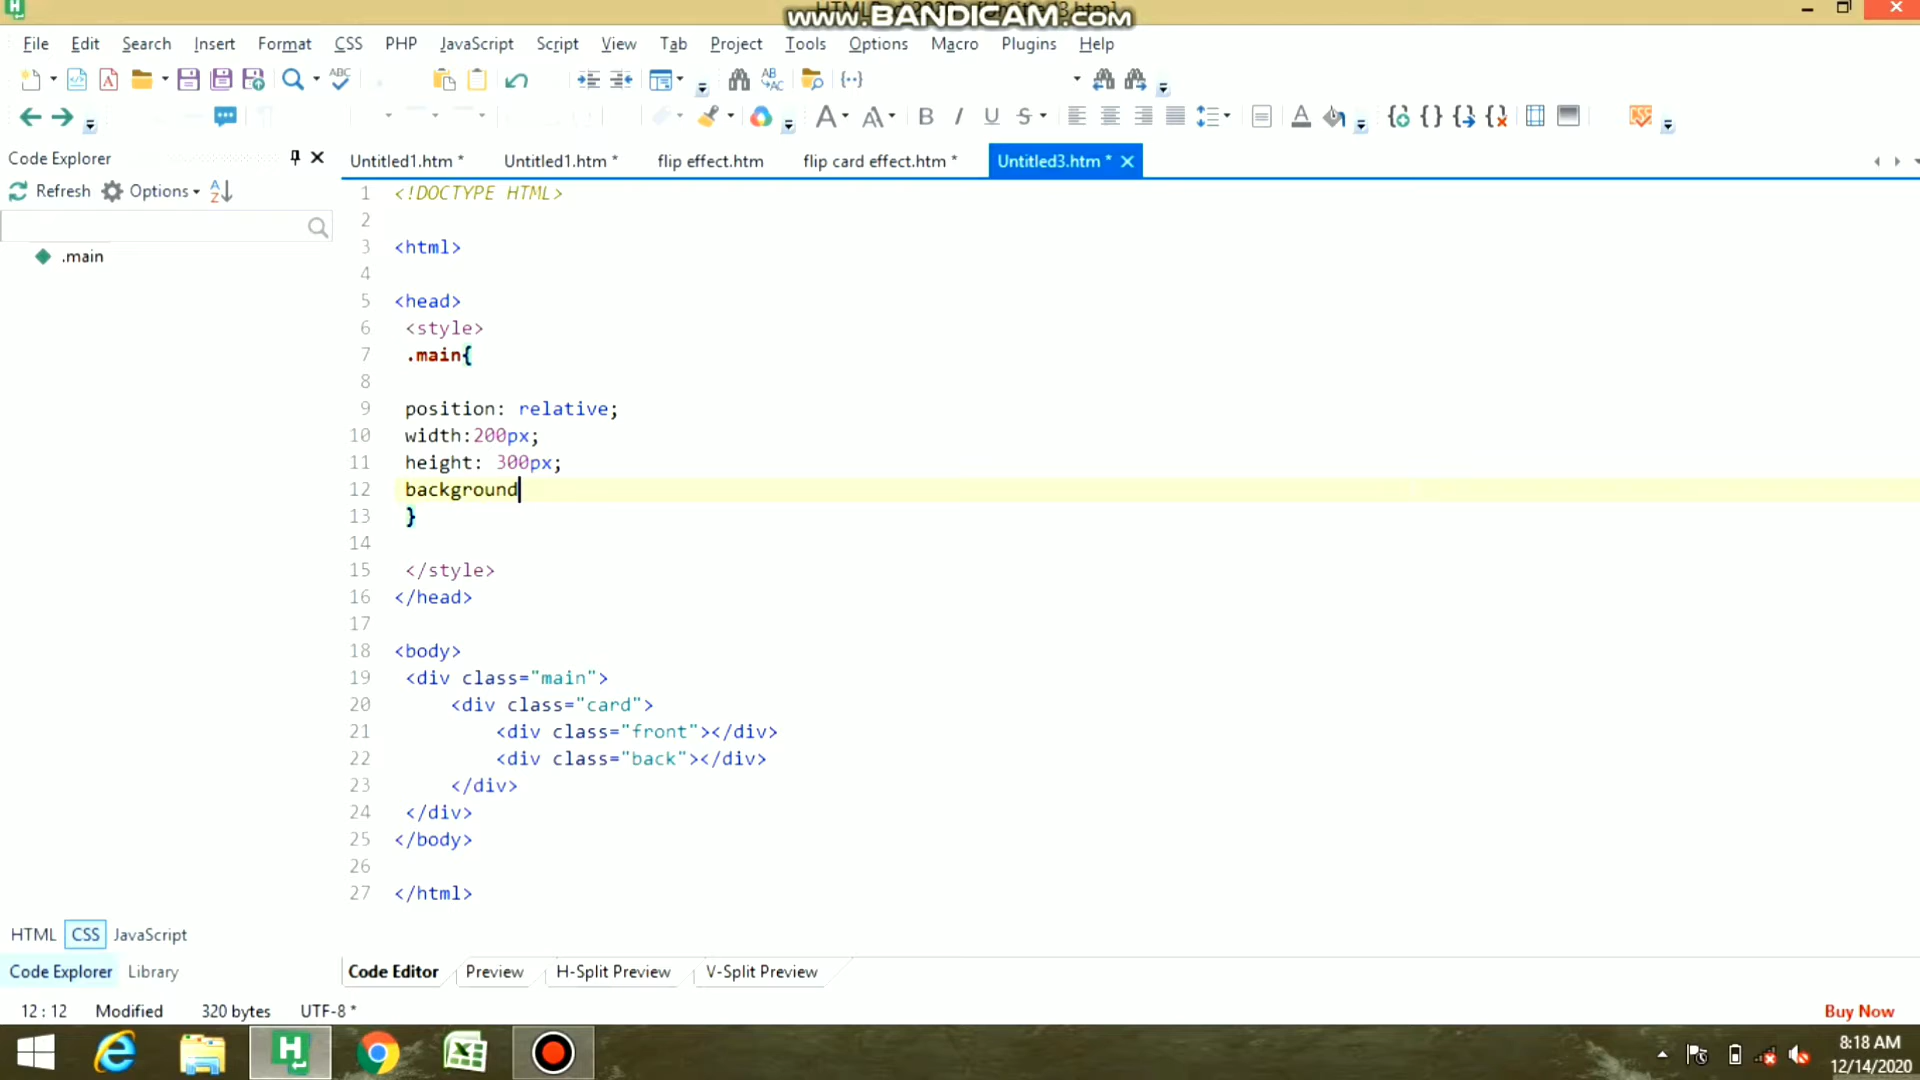 www.BANDICAM.com
File Edit Search Insert Format CSS PHP JavaScript Script View Tab Project Tools Options Macro Plugins Help
Code Explorer
Untitled1.htm * Untitled1.htm * flip effect.htm flip card effect.htm * Untitled3.htm *
Refresh Options
.main
1 <!DOCTYPE HTML>
2
3 <html>
4
5 <head>
6 <style>
7 .main{
8
9 position: relative;
10 width:200px;
11 height: 300px;
12 background
13 }
14
15 </style>
16 </head>
17
18 <body>
19 <div class="main">
20 <div class="card">
21 <div class="front"></div>
22 <div class="back"></div>
23 </div>
24 </div>
25 </body>
26
27 </html>
HTML CSS JavaScript
Code Explorer Library
Code Editor Preview H-Split Preview V-Split Preview
12 : 12 Modified 320 bytes UTF-8 *
Buy Now
8:18 AM
12/14/2020